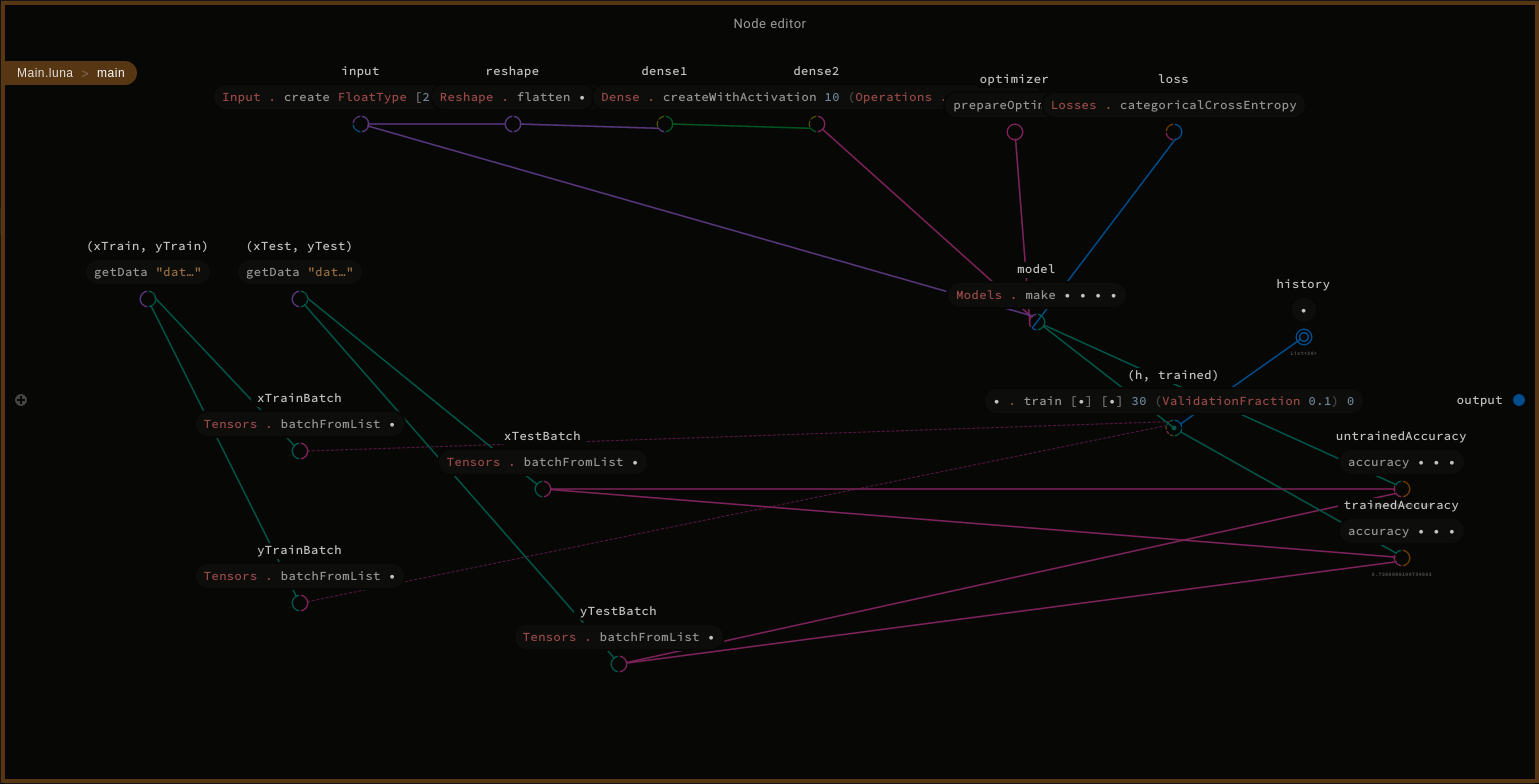 Node editor
Main.luna > main
input
Input . create FloatType [2
reshape
Reshape . flatten •
dense1
Dense . createWithActivation 10 (Operations .
dense2
optimizer
prepareOptim
loss
Losses . categoricalCrossEntropy
(xTrain, yTrain)
getData "dat…"
(xTest, yTest)
getData "dat…"
model
Models . make • • • •
history
•
(h, trained)
• . train [•] [•] 30 (ValidationFraction 0.1) 0
output
xTrainBatch
Tensors . batchFromList •
xTestBatch
Tensors . batchFromList •
untrainedAccuracy
accuracy • • •
trainedAccuracy
accuracy • • •
yTrainBatch
Tensors . batchFromList •
yTestBatch
Tensors . batchFromList •